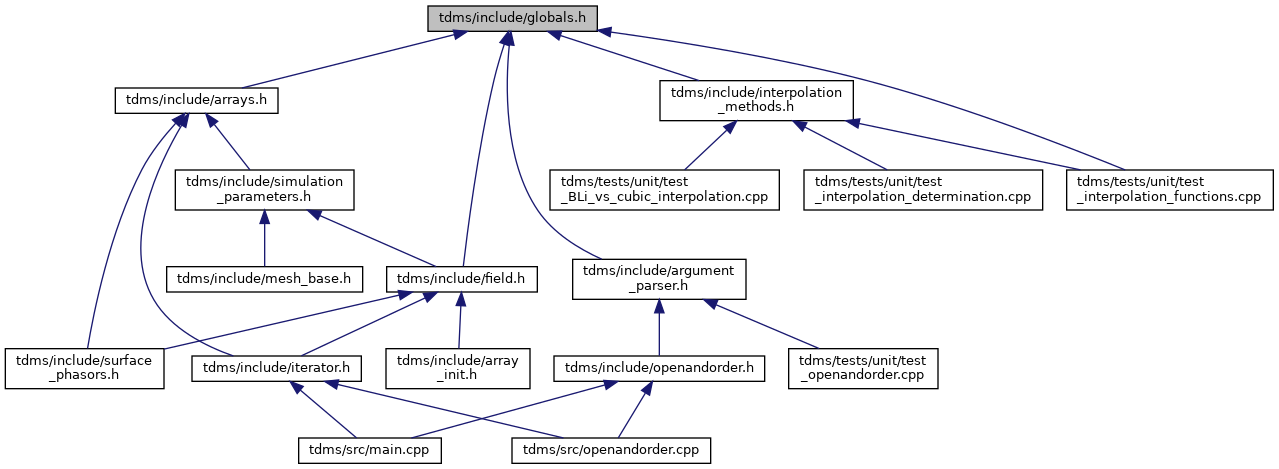 tdms/include/globals.h
tdms/include/arrays.h
tdms/include/interpolation
_methods.h
tdms/include/simulation
_parameters.h
tdms/tests/unit/test
_BLi_vs_cubic_interpolation.cpp
tdms/tests/unit/test
_interpolation_determination.cpp
tdms/tests/unit/test
_interpolation_functions.cpp
tdms/include/mesh_base.h
tdms/include/field.h
tdms/include/argument
_parser.h
tdms/include/surface
_phasors.h
tdms/include/iterator.h
tdms/include/array
_init.h
tdms/include/openandorder.h
tdms/tests/unit/test
_openandorder.cpp
tdms/src/main.cpp
tdms/src/openandorder.cpp